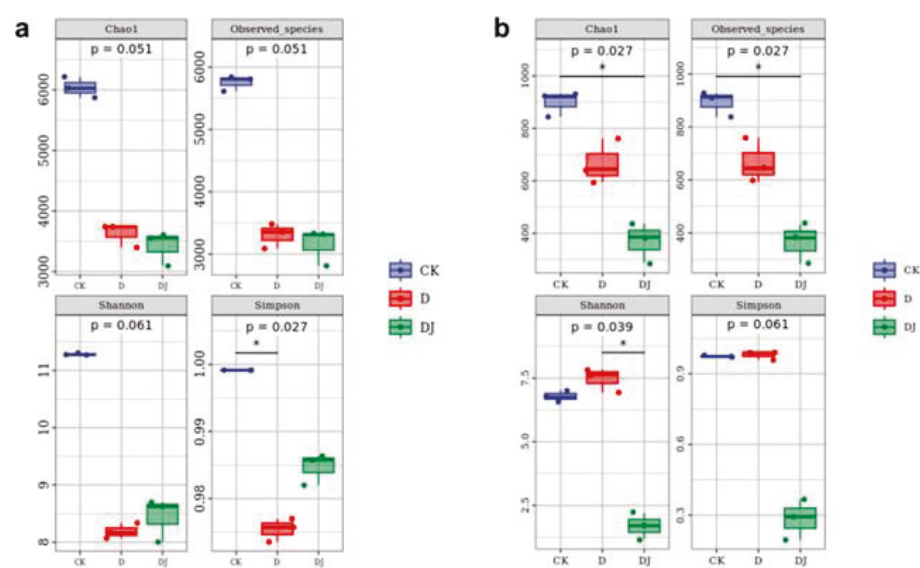 a
Chao1
p = 0.051
6000
5000
4000
3000
Observed_species
p = 0.051
6000
5000
4000
3000
Shannon
p = 0.061
11
10
9
8
CK
D
DJ
Simpson
p = 0.027
*
1.00
0.99
0.98
CK
D
DJ
CK
D
DJ
b
Chao1
p = 0.027
*
1000
800
600
400
CK
D
DJ
Observed_species
p = 0.027
*
1000
800
600
400
CK
D
DJ
Shannon
p = 0.039
*
7.5
5.0
2.5
CK
D
DJ
Simpson
p = 0.061
0.9
0.6
0.3
CK
D
DJ
CK
D
DJ